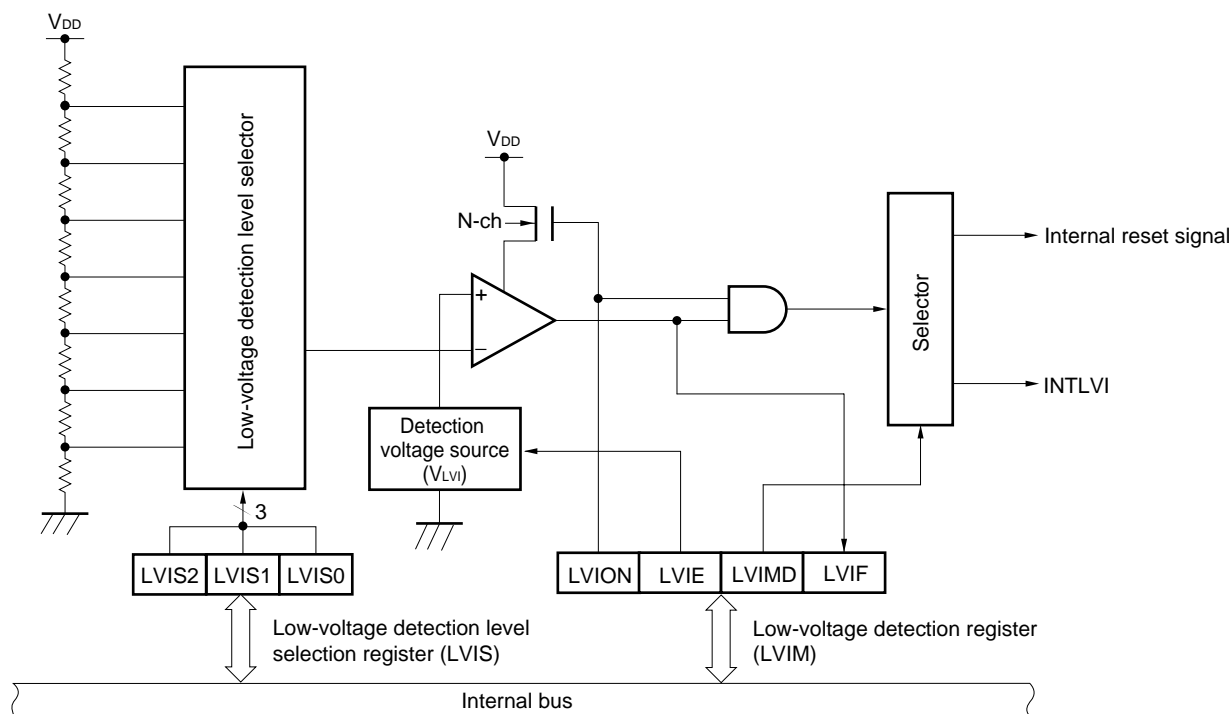 VDD
Low-voltage detection level selector
VDD
N-ch
+
−
Detection
voltage source
(VLVI)
Selector
Internal reset signal
INTLVI
3
LVIS2 LVIS1 LVIS0
LVION LVIE LVIMD LVIF
Low-voltage detection level
selection register (LVIS)
Low-voltage detection register
(LVIM)
Internal bus